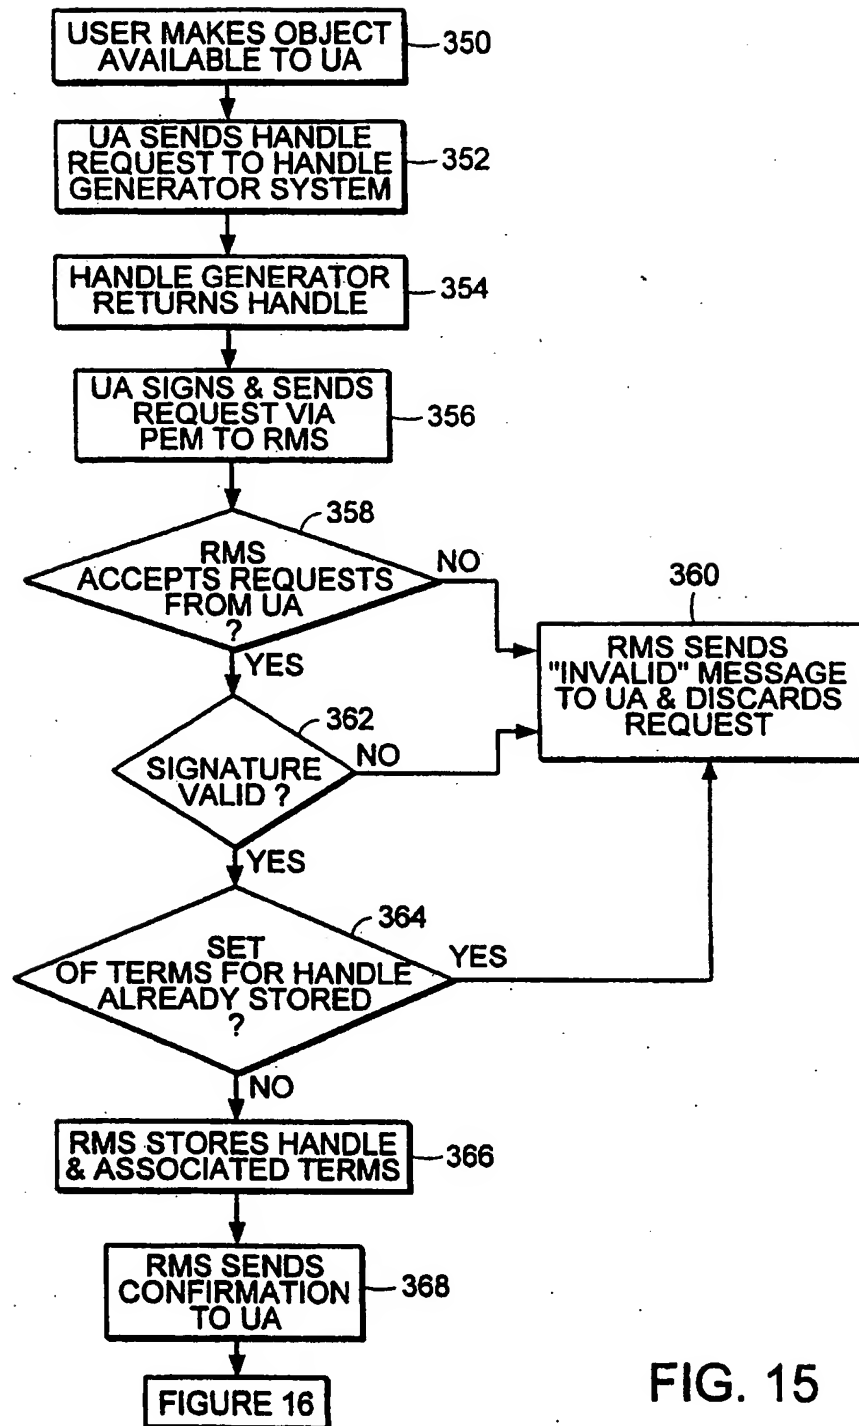 USER MAKES OBJECT
AVAILABLE TO UA
350
UA SENDS HANDLE
REQUEST TO HANDLE
GENERATOR SYSTEM
352
HANDLE GENERATOR
RETURNS HANDLE
354
UA SIGNS & SENDS
REQUEST VIA
PEM TO RMS
356
358
RMS
ACCEPTS REQUESTS
FROM UA
?
NO
YES
360
RMS SENDS
"INVALID" MESSAGE
TO UA & DISCARDS
REQUEST
362
SIGNATURE
VALID ?
NO
YES
364
SET
OF TERMS FOR HANDLE
ALREADY STORED
?
YES
NO
RMS STORES HANDLE
& ASSOCIATED TERMS
366
RMS SENDS
CONFIRMATION
TO UA
368
FIGURE 16
FIG. 15